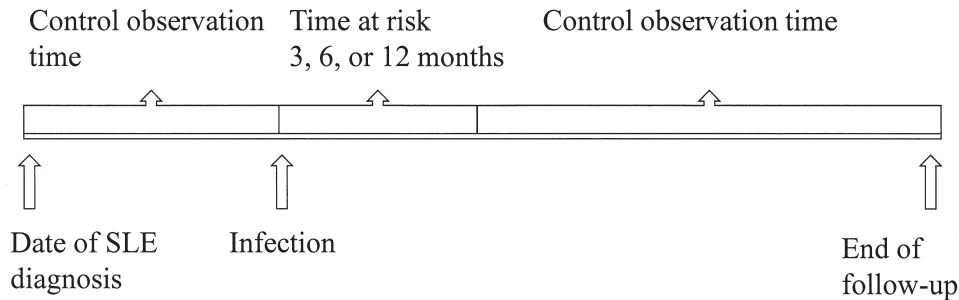 Control observation
time
Time at risk
3, 6, or 12 months
Control observation time
Date of SLE
diagnosis
Infection
End of
follow-up